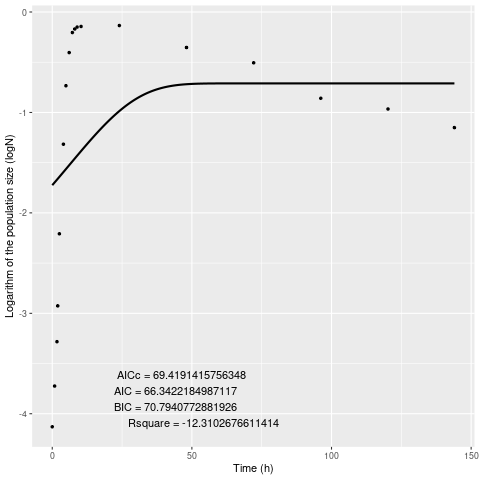 0
-1
-2
-3
-4
Logarithm of the population size (logN)
AICc = 69.4191415756348
AIC = 66.3422184987117
BIC = 70.7940772881926
Rsquare = -12.3102676611414
0
50
100
150
Time (h)